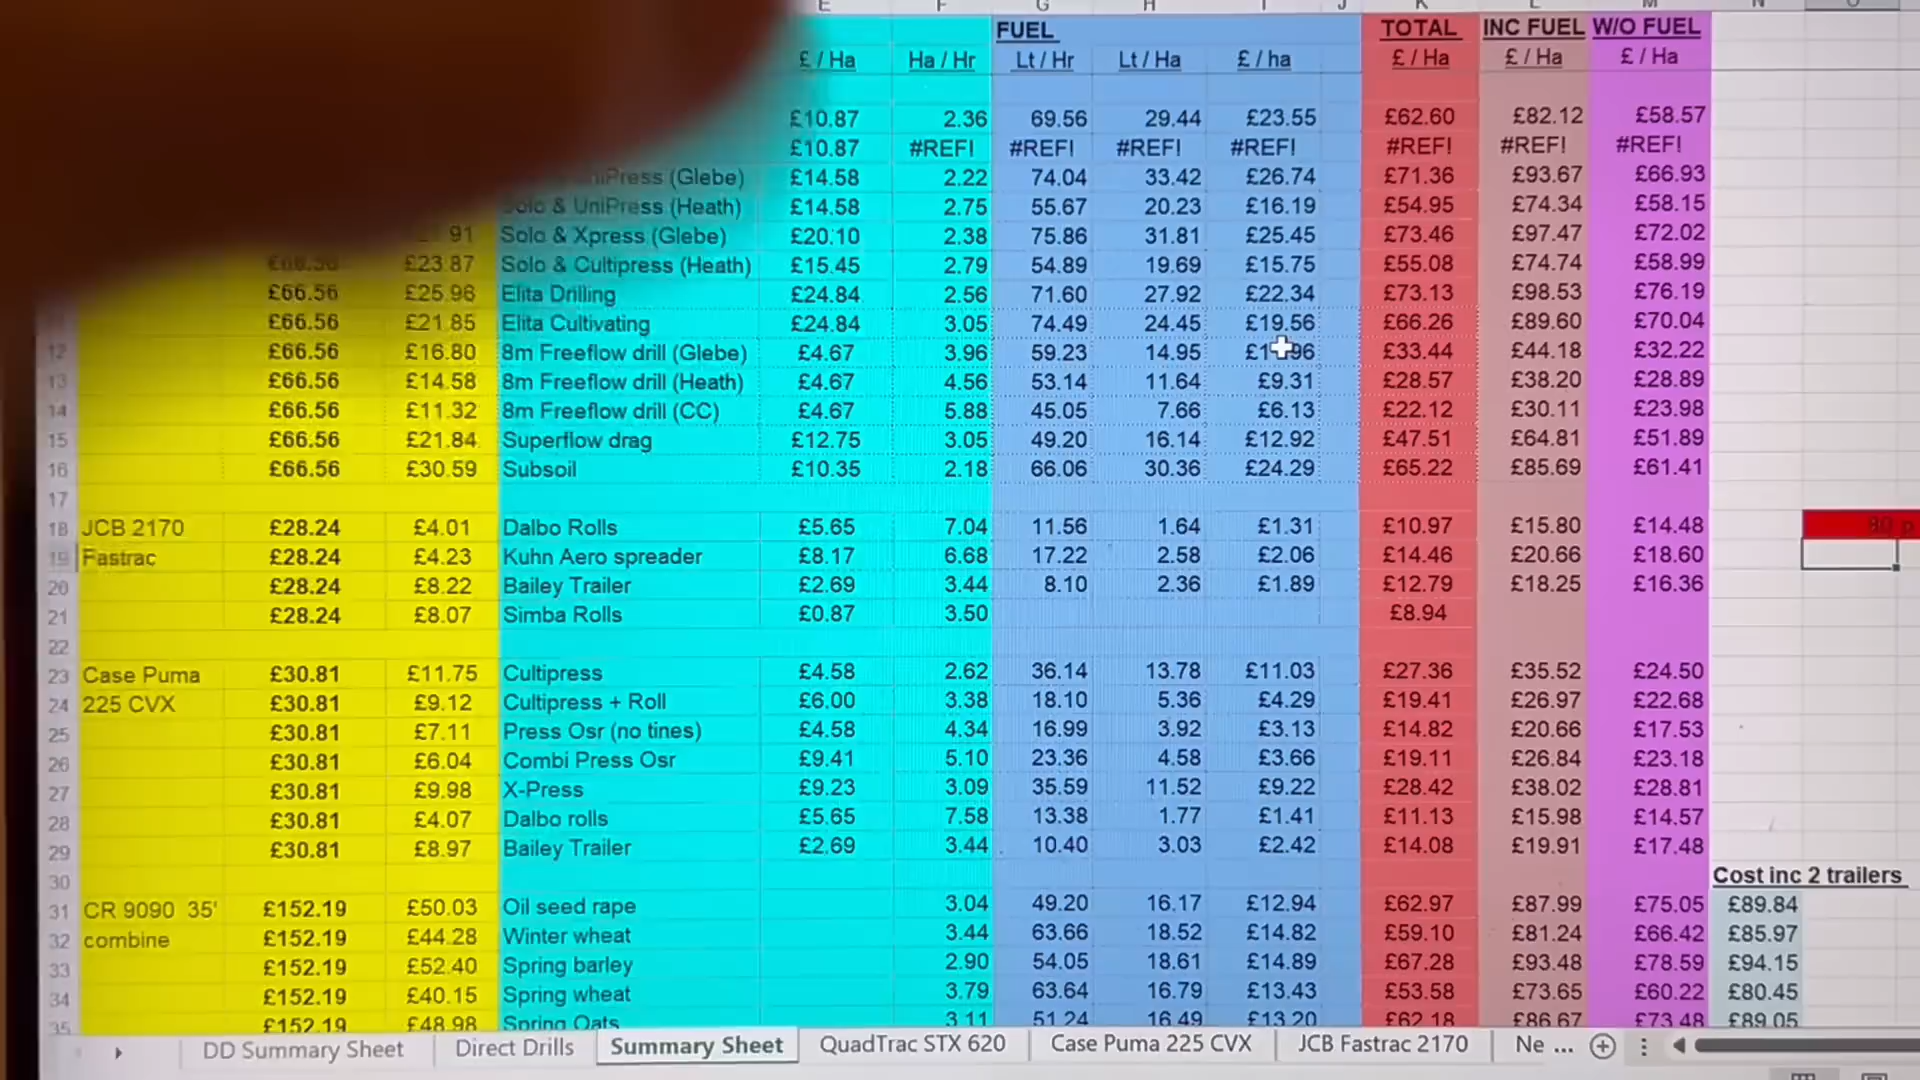 E F G H I J K L M N O
FUEL TOTAL INC FUEL W/O FUEL
£ / Ha Ha / Hr Lt / Hr Lt / Ha £ / ha £ / Ha £ / Ha £ / Ha
£10.87 2.36 69.56 29.44 £23.55 £62.60 £82.12 £58.57
£10.87 #REF! #REF! #REF! #REF! #REF! #REF! #REF!
(Glebe) £14.58 2.22 74.04 33.42 £26.74 £71.36 £93.67 £66.93
Solo & UniPress (Heath) £14.58 2.75 55.67 20.23 £16.19 £54.95 £74.34 £58.15
Solo & Xpress (Glebe) £20.10 2.38 75.86 31.81 £25.45 £73.46 £97.47 £72.02
£23.87 Solo & Cultipress (Heath) £15.45 2.79 54.89 19.69 £15.75 £55.08 £74.74 £58.99
£66.56 £25.96 Elita Drilling £24.84 2.56 71.60 27.92 £22.34 £73.13 £98.53 £76.19
£66.56 £21.85 Elita Cultivating £24.84 3.05 74.49 24.45 £19.56 £66.26 £89.60 £70.04
12 £66.56 £16.80 8m Freeflow drill (Glebe) £4.67 3.96 59.23 14.95 £33.44 £44.18 £32.22
13 £66.56 £14.58 8m Freeflow drill (Heath) £4.67 4.56 53.14 11.64 £9.31 £28.57 £38.20 £28.89
14 £66.56 £11.32 8m Freeflow drill (CC) £4.67 5.88 45.05 7.66 £6.13 £22.12 £30.11 £23.98
15 £66.56 £21.84 Superflow drag £12.75 3.05 49.20 16.14 £12.92 £47.51 £64.81 £51.89
16 £66.56 £30.59 Subsoil £10.35 2.18 66.06 30.36 £24.29 £65.22 £85.69 £61.41
17
18 JCB 2170 £28.24 £4.01 Dalbo Rolls £5.65 7.04 11.56 1.64 £1.31 £10.97 £15.80 £14.48 80 p
19 Fastrac £28.24 £4.23 Kuhn Aero spreader £8.17 6.68 17.22 2.58 £2.06 £14.46 £20.66 £18.60
20 £28.24 £8.22 Bailey Trailer £2.69 3.44 8.10 2.36 £1.89 £12.79 £18.25 £16.36
21 £28.24 £8.07 Simba Rolls £0.87 3.50 £8.94
22
23 Case Puma £30.81 £11.75 Cultipress £4.58 2.62 36.14 13.78 £11.03 £27.36 £35.52 £24.50
24 225 CVX £30.81 £9.12 Cultipress + Roll £6.00 3.38 18.10 5.36 £4.29 £19.41 £26.97 £22.68
25 £30.81 £7.11 Press Osr (no tines) £4.58 4.34 16.99 3.92 £3.13 £14.82 £20.66 £17.53
26 £30.81 £6.04 Combi Press Osr £9.41 5.10 23.36 4.58 £3.66 £19.11 £26.84 £23.18
27 £30.81 £9.98 X-Press £9.23 3.09 35.59 11.52 £9.22 £28.42 £38.02 £28.81
28 £30.81 £4.07 Dalbo rolls £5.65 7.58 13.38 1.77 £1.41 £11.13 £15.98 £14.57
29 £30.81 £8.97 Bailey Trailer £2.69 3.44 10.40 3.03 £2.42 £14.08 £19.91 £17.48
30 Cost inc 2 trailers
31 CR 9090 35' £152.19 £50.03 Oil seed rape 3.04 49.20 16.17 £12.94 £62.97 £87.99 £75.05 £89.84
32 combine £152.19 £44.28 Winter wheat 3.44 63.66 18.52 £14.82 £59.10 £81.24 £66.42 £85.97
33 £152.19 £52.40 Spring barley 2.90 54.05 18.61 £14.89 £67.28 £93.48 £78.59 £94.15
34 £152.19 £40.15 Spring wheat 3.79 63.64 16.79 £13.43 £53.58 £73.65 £60.22 £80.45
35 £152.19 £48.98 Spring Oats 3.11 51.24 16.49 £13.20 £62.18 £86.67 £73.48 £89.05
DD Summary Sheet Direct Drills Summary Sheet QuadTrac STX 620 Case Puma 225 CVX JCB Fastrac 2170 Ne ...